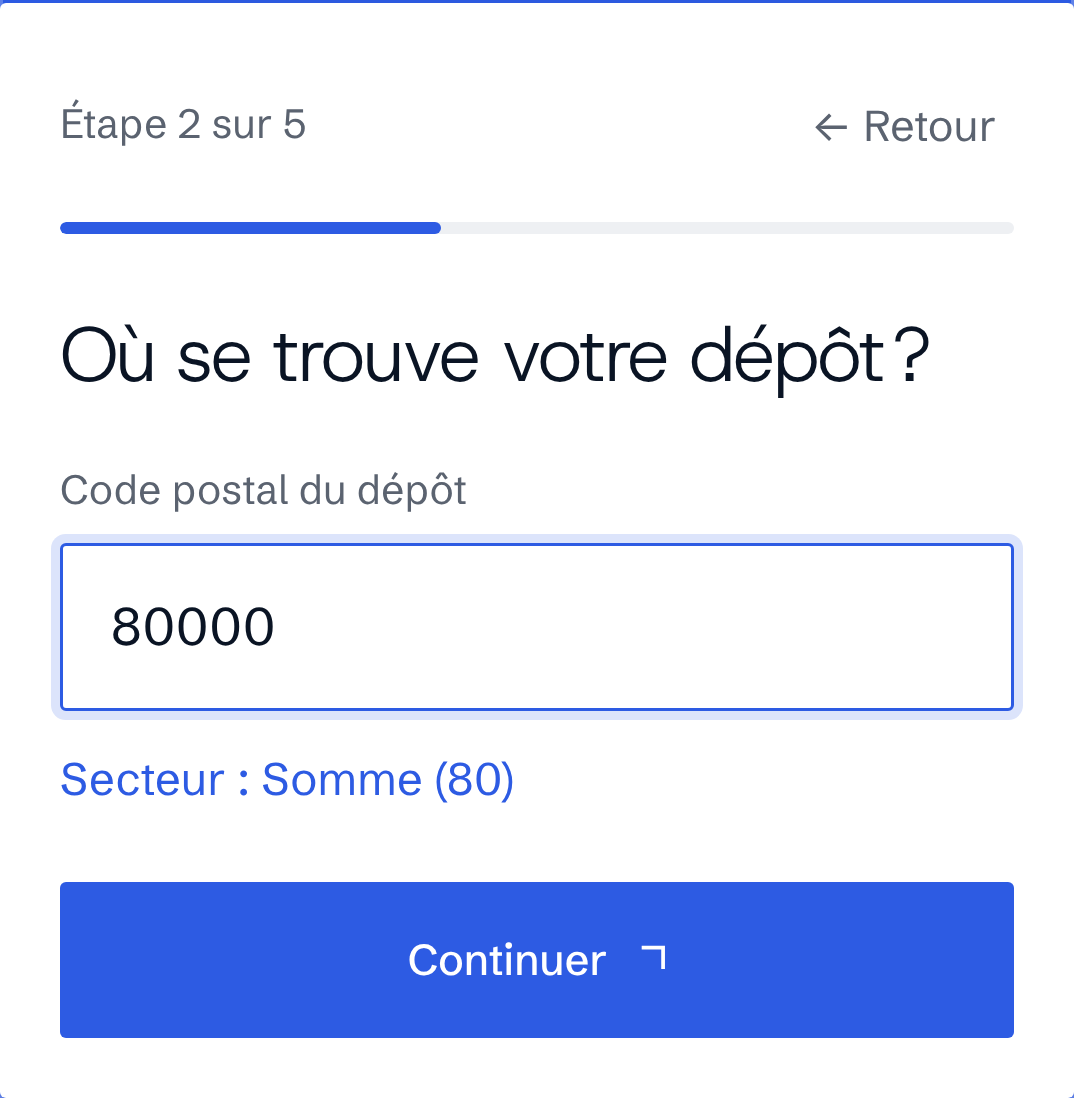 Étape 2 sur 5
← Retour
Où se trouve votre dépôt ?
Code postal du dépôt
80000
Secteur : Somme (80)
Continuer